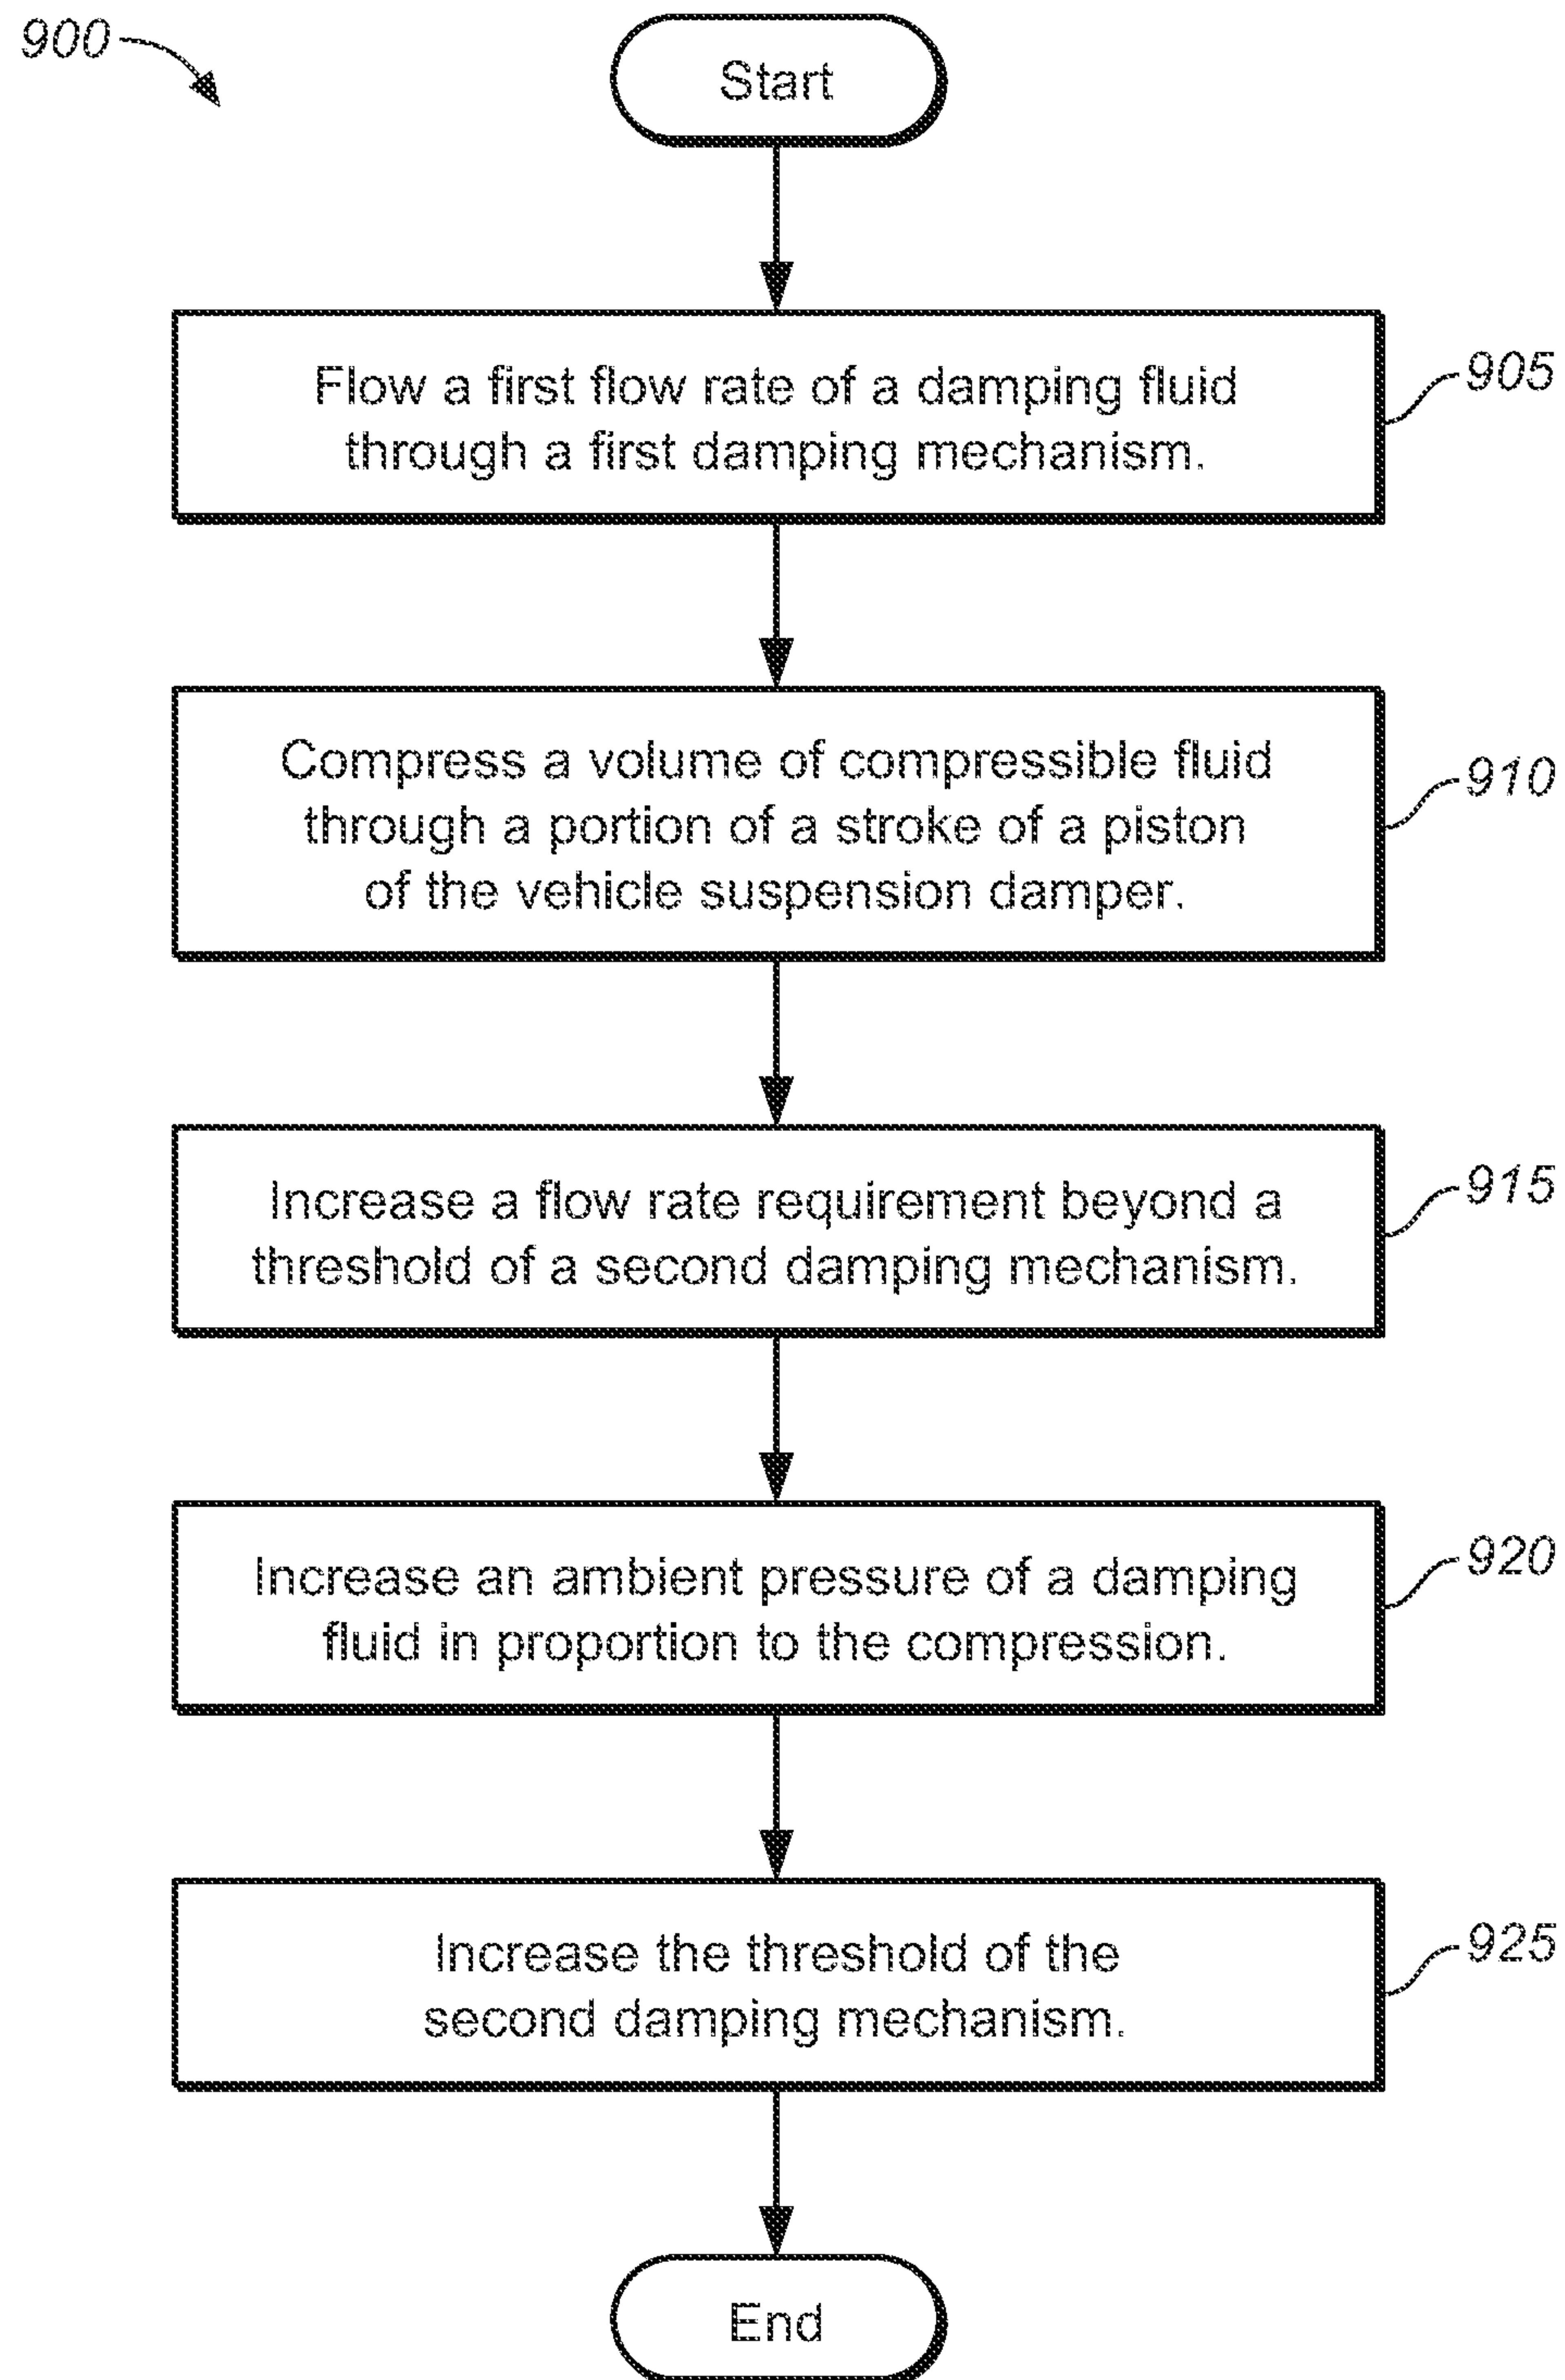 900
Start
Flow a first flow rate of a damping fluid
through a first damping mechanism.
905
Compress a volume of compressible fluid
through a portion of a stroke of a piston
of the vehicle suspension damper.
910
Increase a flow rate requirement beyond a
threshold of a second damping mechanism.
915
Increase an ambient pressure of a damping
fluid in proportion to the compression.
920
Increase the threshold of the
second damping mechanism.
925
End